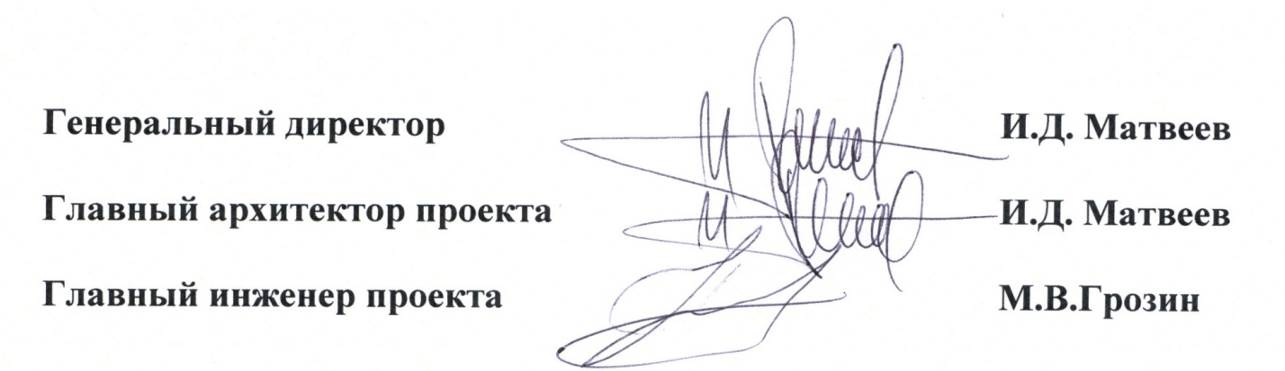 Генеральный директор И.Д. Матвеев
Главный архитектор проекта И.Д. Матвеев
Главный инженер проекта М.В.Грозин